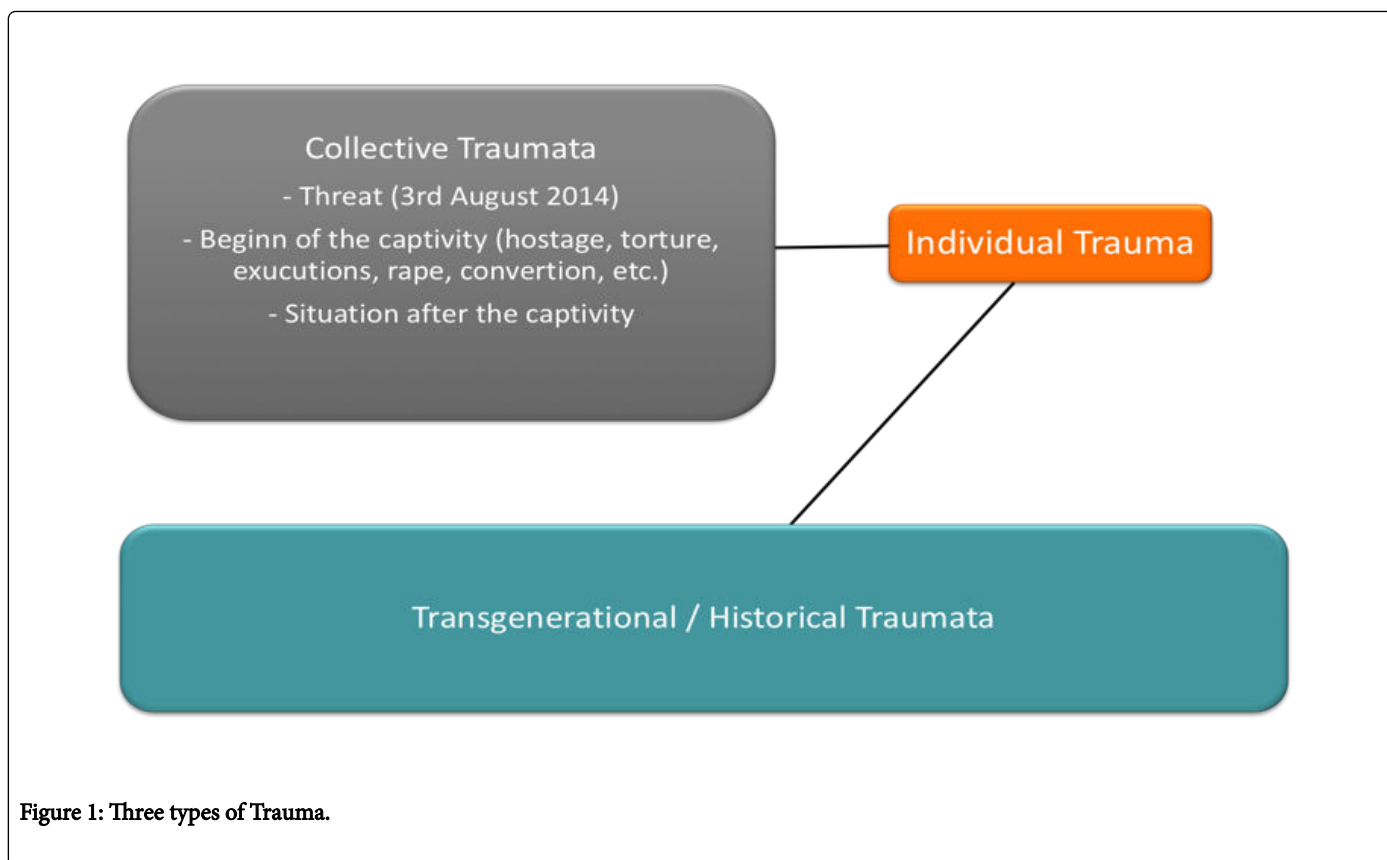 Collective Traumata
- Threat (3rd August 2014)
- Beginn of the captivity (hostage, torture,
exucutions, rape, convertion, etc.)
- Situation after the captivity
Individual Trauma
Transgenerational / Historical Traumata
Figure 1: Three types of Trauma.